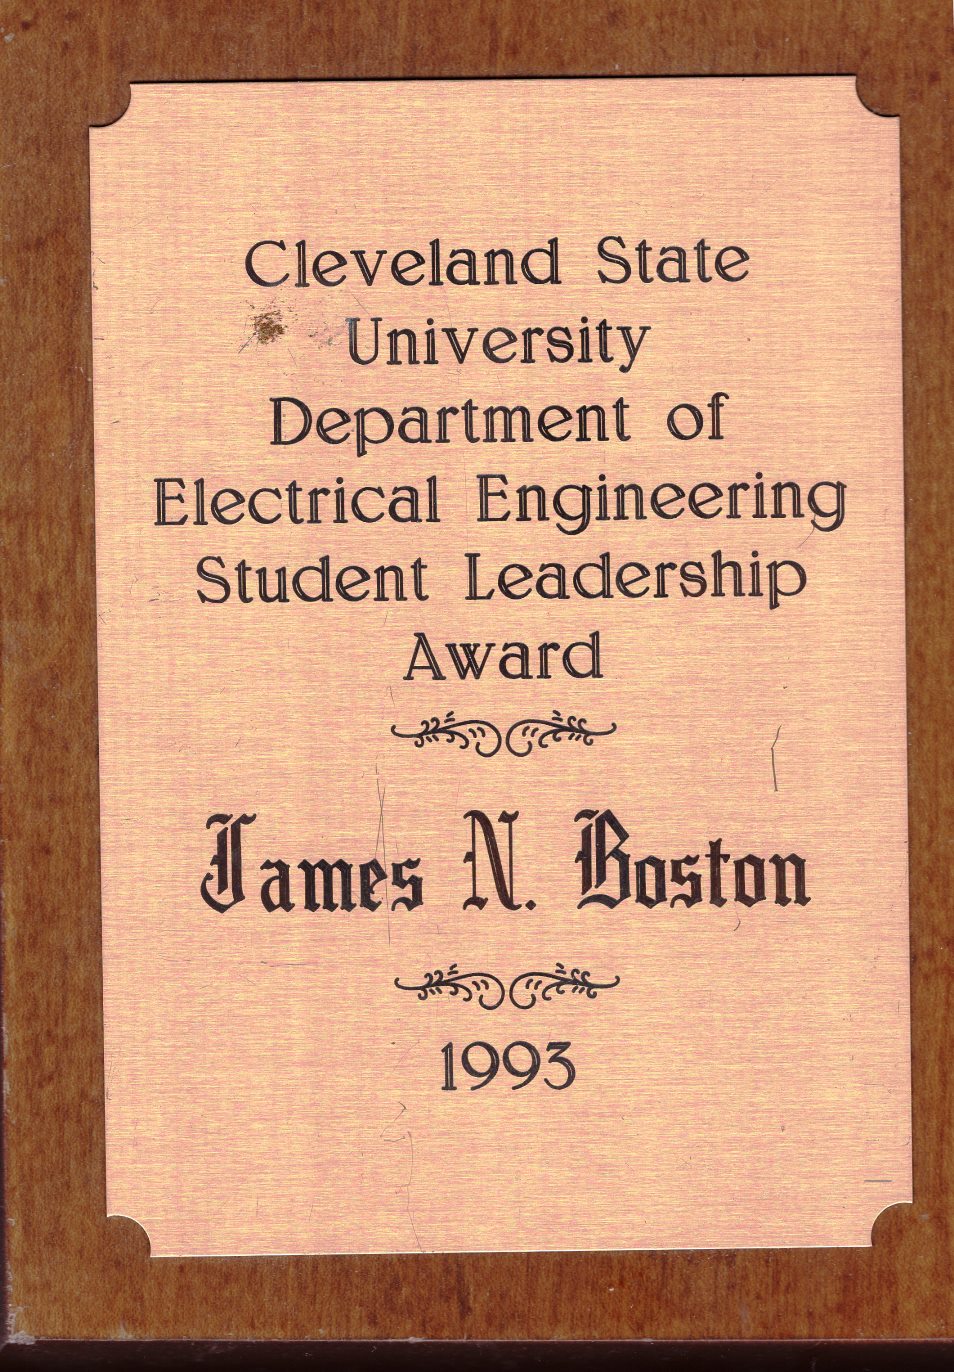 Cleveland State
University
Department of
Electrical Engineering
Student Leadership
Award
James N. Boston
1993